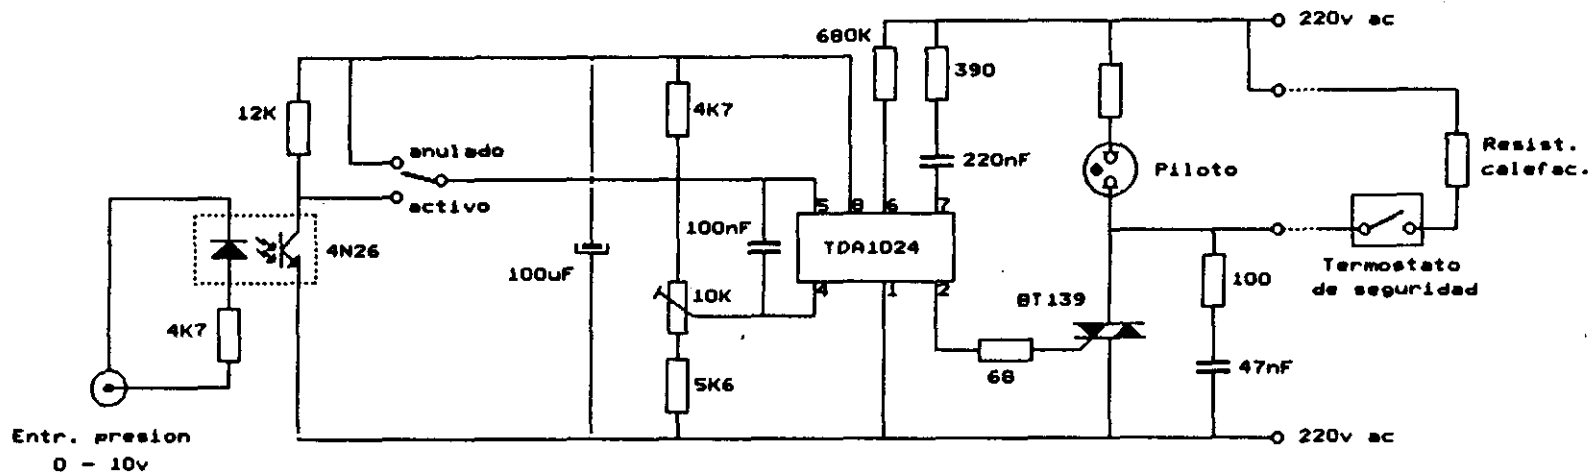 220v ac
680K
390
12K
4K7
anulado
220nF
Piloto
Resist.
calefac.
activo
5 8 6 7
4N26
100nF
TDA1024
100uF
Termostato
de seguridad
10K
4 1 2
BT139
100
4K7
68
5K6
47nF
Entr. presion
0 - 10v
220v ac